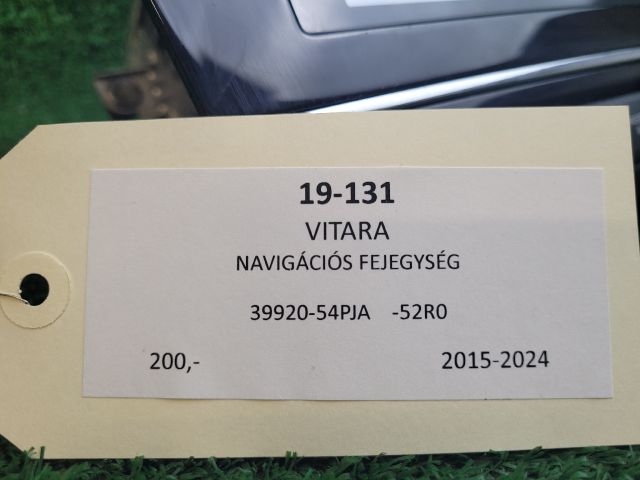 19-131
VITARA
NAVIGÁCIÓS FEJEGYSÉG
39920-54PJA -52R0
200,- 2015-2024